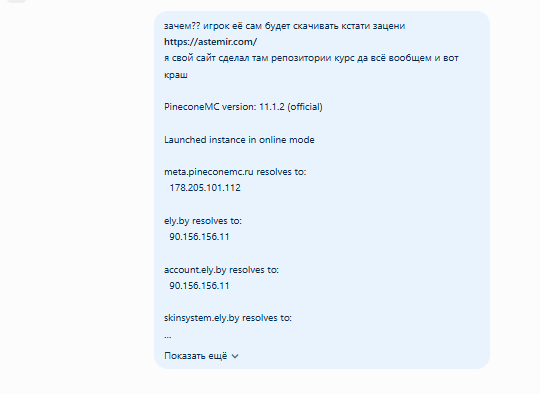 зачем?? игрок её сам будет скачивать кстати зацени
https://astemir.com/
я свой сайт сделал там репозитории курс да всё вообщем и вот
краш
PineconeMC version: 11.1.2 (official)
Launched instance in online mode
meta.pineconemc.ru resolves to:
178.205.101.112
ely.by resolves to:
90.156.156.11
account.ely.by resolves to:
90.156.156.11
skinsystem.ely.by resolves to:
...
Показать ещё